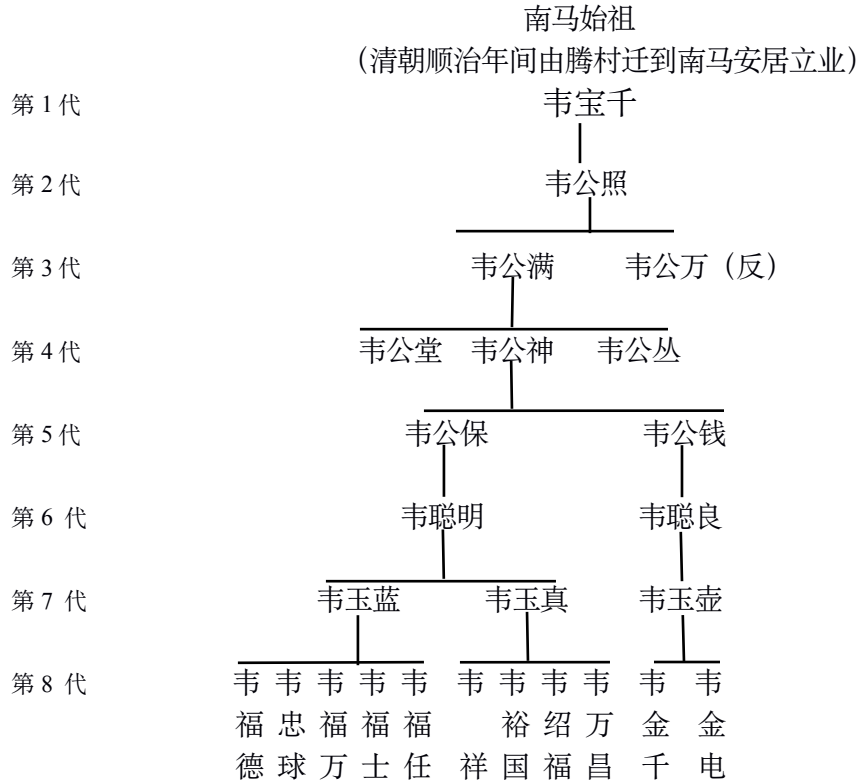 南马始祖
（清朝顺治年间由腾村迁到南马安居立业）
第 1 代 韦宝千
第 2 代 韦公照
第 3 代 韦公满 韦公万（反）
第 4 代 韦公堂 韦公神 韦公丛
第 5 代 韦公保 韦公钱
第 6 代 韦聪明 韦聪良
第 7 代 韦玉蓝 韦玉真 韦玉壶
第 8 代 韦福德 韦忠球 韦福万 韦福士 韦福任 韦祥 韦裕国 韦绍福 韦万昌 韦金千 韦金电